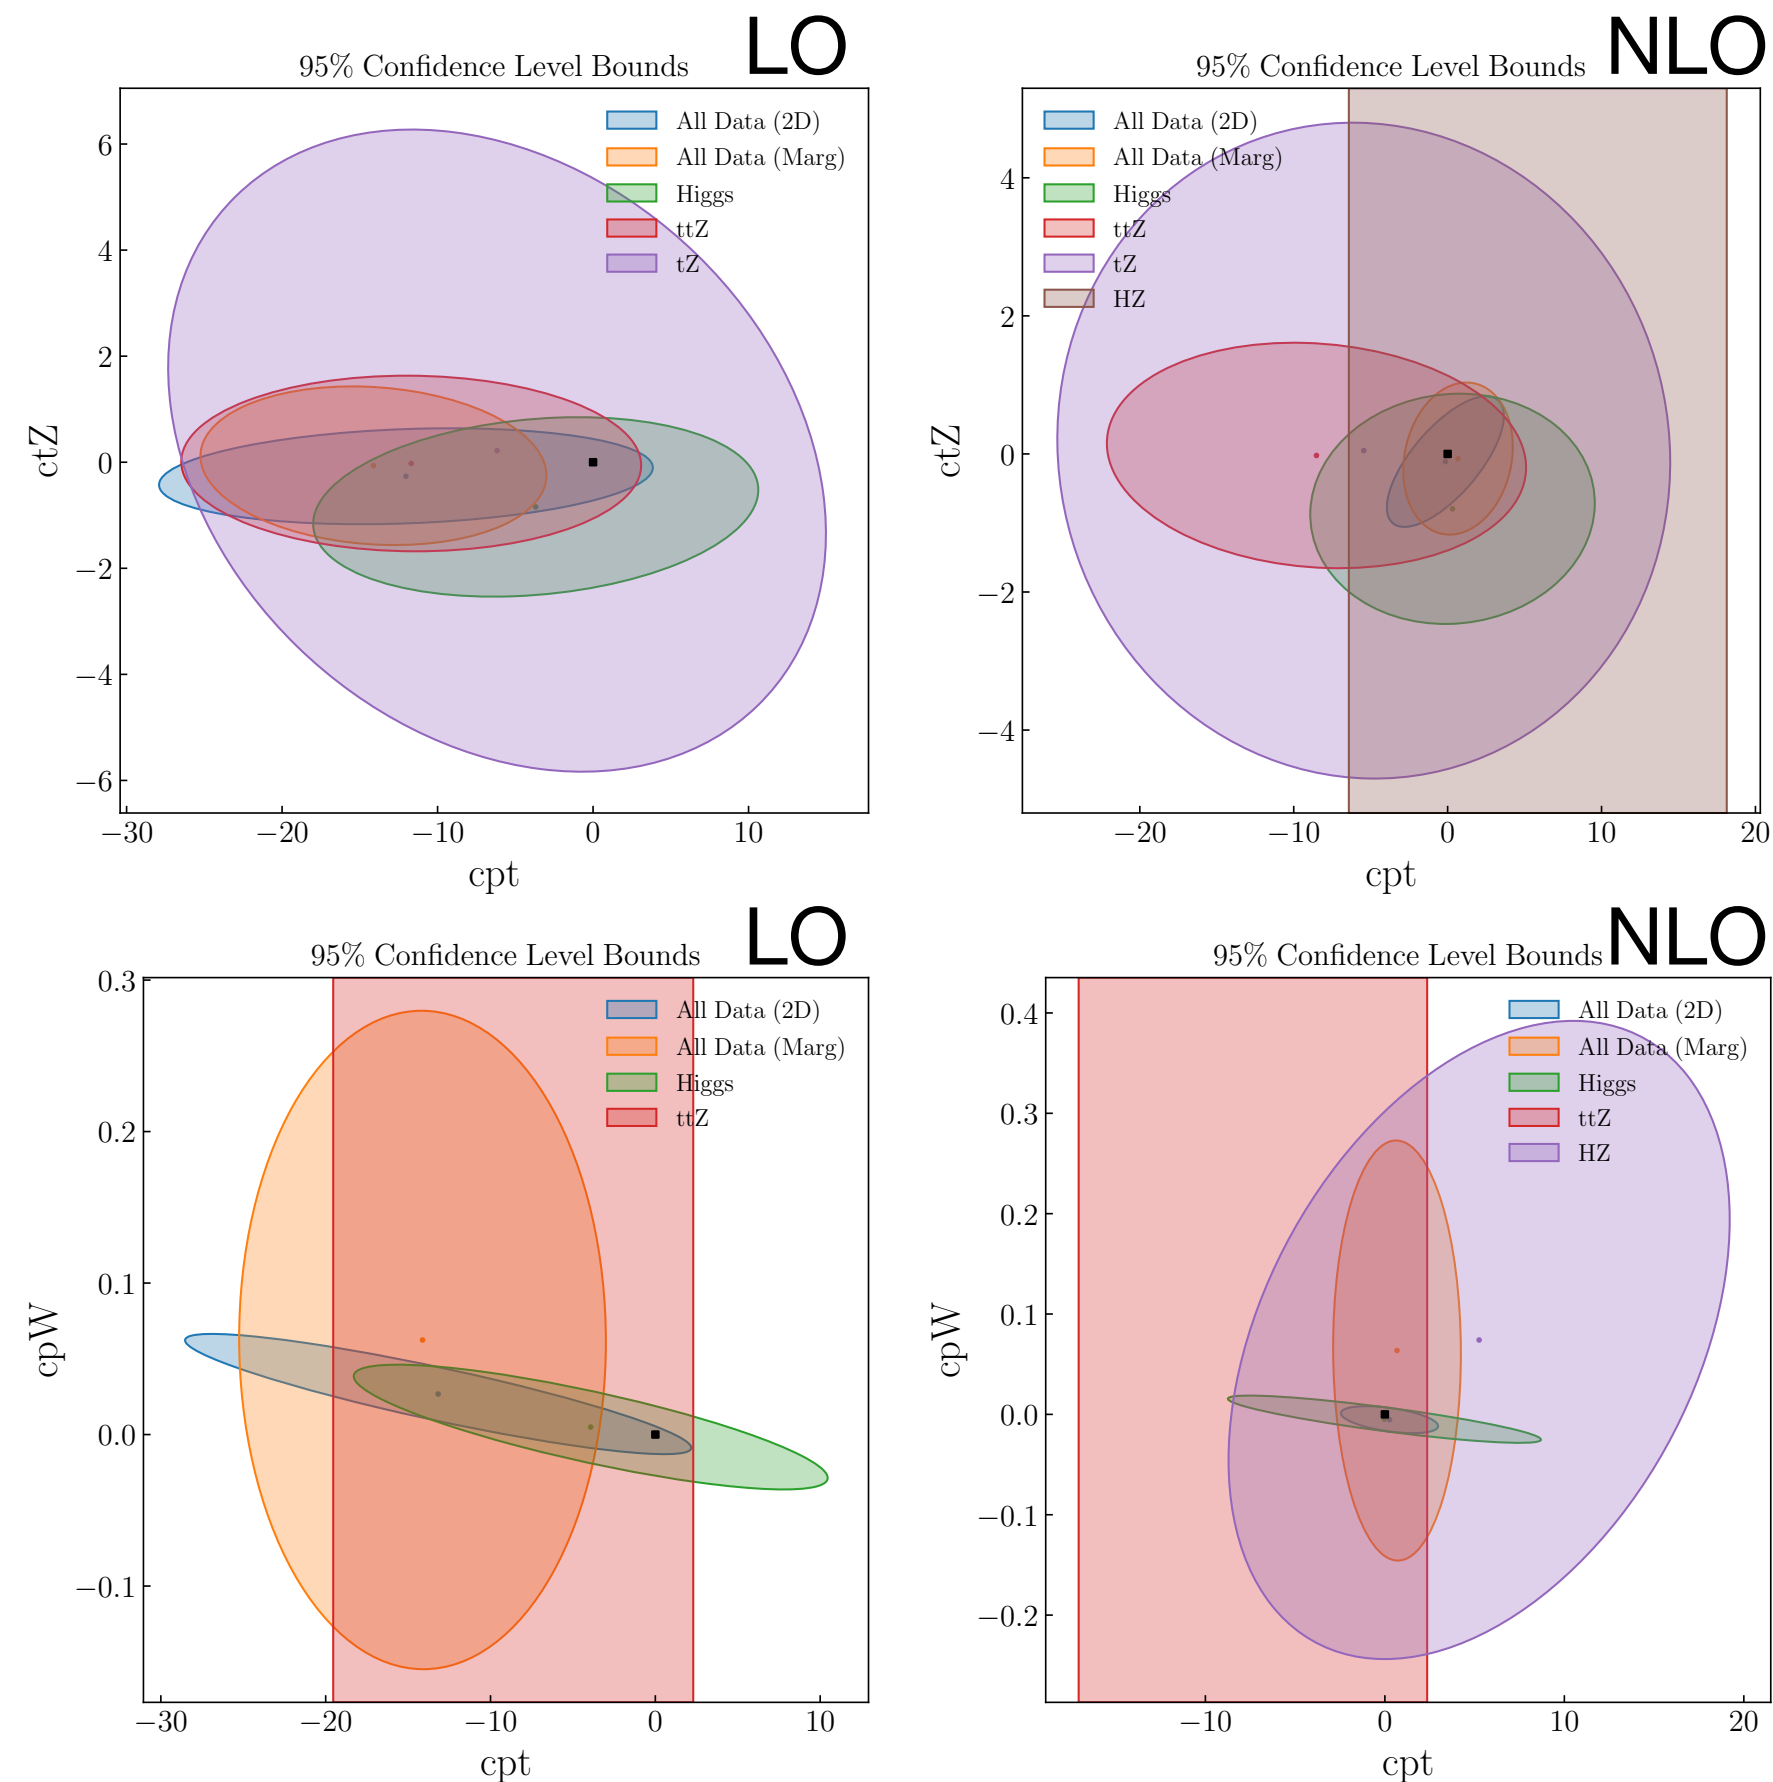 LO
95% Confidence Level Bounds
All Data (2D)
All Data (Marg)
Higgs
ttZ
tZ
ctZ
6
4
2
0
−2
−4
−6
−30 −20 −10 0 10
cpt
NLO
95% Confidence Level Bounds
All Data (2D)
All Data (Marg)
Higgs
ttZ
tZ
HZ
ctZ
4
2
0
−2
−4
−20 −10 0 10 20
cpt
LO
95% Confidence Level Bounds
All Data (2D)
All Data (Marg)
Higgs
ttZ
cpW
0.3
0.2
0.1
0.0
−0.1
−30 −20 −10 0 10
cpt
NLO
95% Confidence Level Bounds
All Data (2D)
All Data (Marg)
Higgs
ttZ
HZ
cpW
0.4
0.3
0.2
0.1
0.0
−0.1
−0.2
−10 0 10 20
cpt